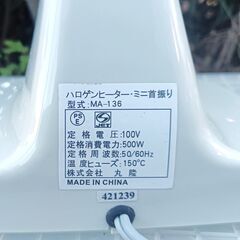 ハロゲンヒーター・ミニ首振り
型式:MA-136
PS
E
JET
定格電圧:100V
定格消費電力:500W
定格周波数:50/60Hz
温度ヒューズ:150℃
株式会社 丸隆
MADE IN CHINA
421239